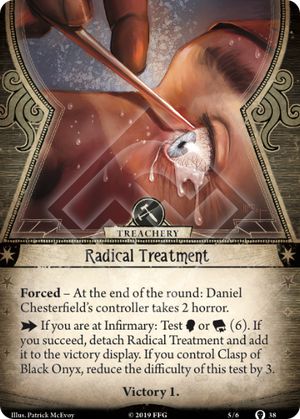 TREACHERY
Radical Treatment
Forced – At the end of the round: Daniel
Chesterfield's controller takes 2 horror.
If you are at Infirmary: Test or (6). If
you succeed, detach Radical Treatment and add
it to the victory display. If you control Clasp of
Black Onyx, reduce the difficulty of this test by 3.
Victory 1.
Illus. Patrick McEvoy © 2019 FFG 5/6 38